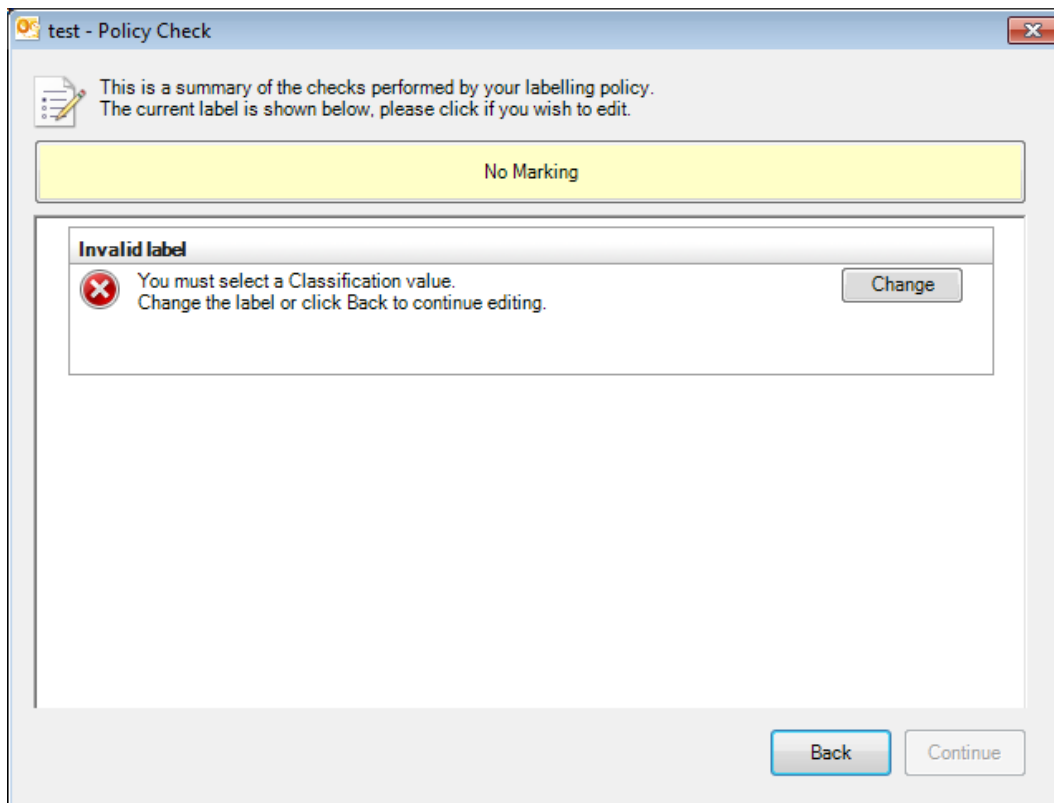 test - Policy Check
This is a summary of the checks performed by your labelling policy.
The current label is shown below, please click if you wish to edit.
No Marking
Invalid label
You must select a Classification value.
Change the label or click Back to continue editing.
Change
Back
Continue